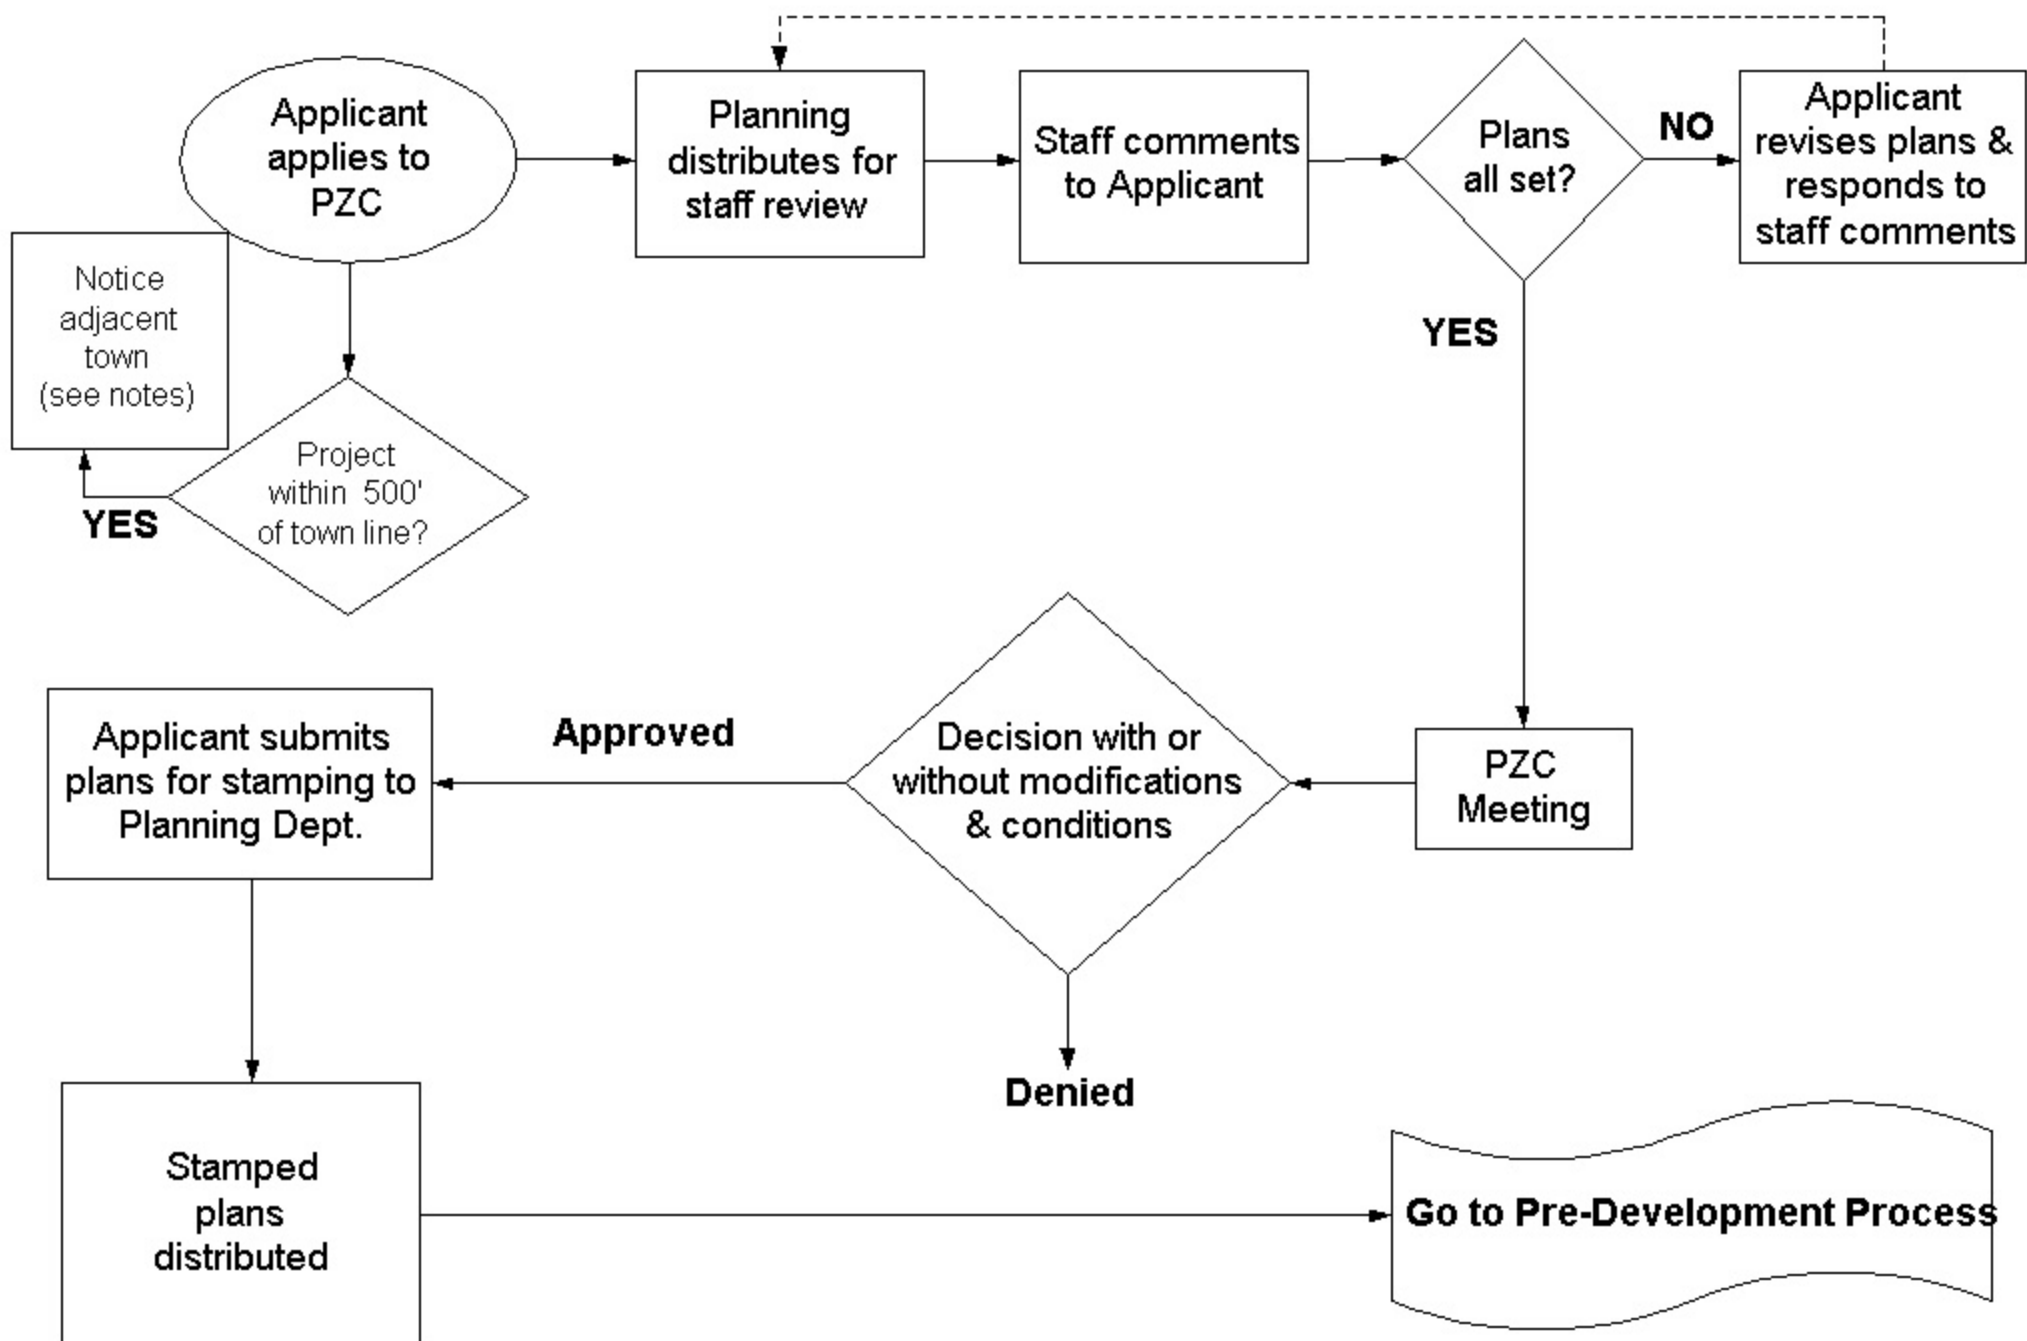 Applicant
applies to
PZC
Planning
distributes for
staff review
Staff comments
to Applicant
Plans
all set?
NO
Applicant
revises plans &
responds to
staff comments
Notice
adjacent
town
(see notes)
YES
Project
within 500'
of town line?
YES
PZC
Meeting
Decision with or
without modifications
& conditions
Approved
Applicant submits
plans for stamping to
Planning Dept.
Denied
Stamped
plans
distributed
Go to Pre-Development Process